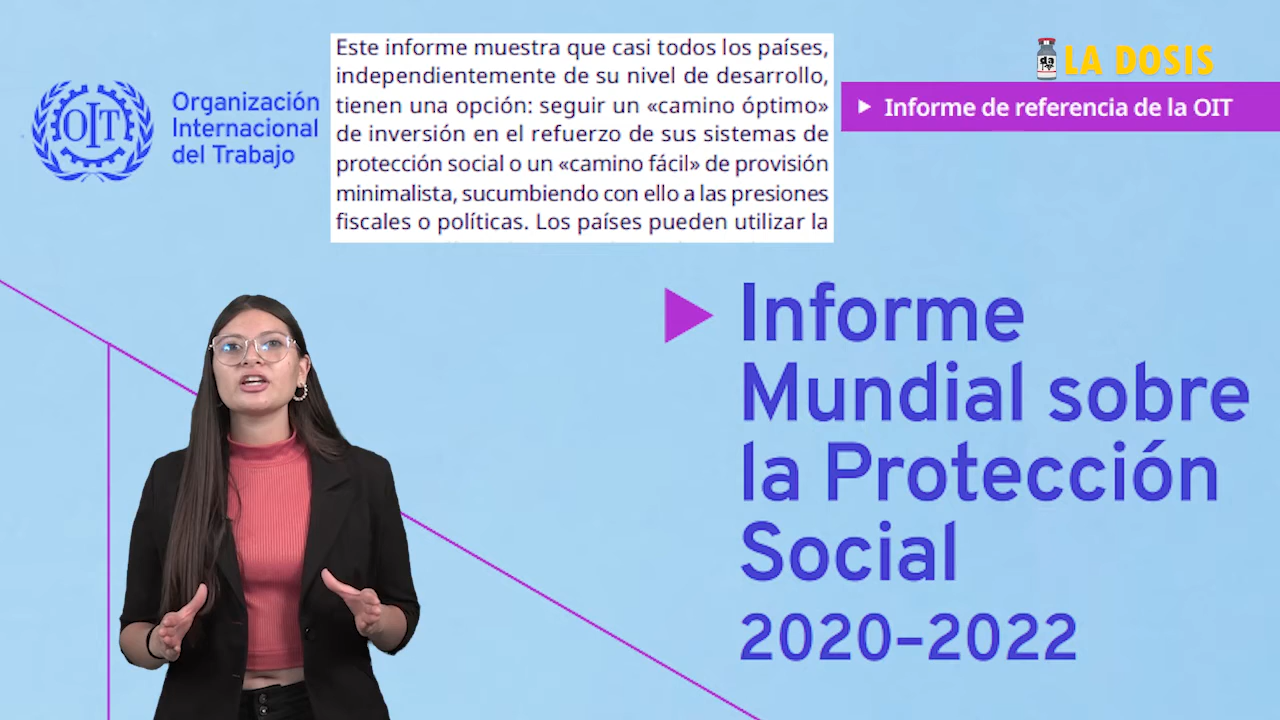 OIT
Organización
Internacional
del Trabajo
Este informe muestra que casi todos los países,
independientemente de su nivel de desarrollo,
tienen una opción: seguir un «camino óptimo»
de inversión en el refuerzo de sus sistemas de
protección social o un «camino fácil» de provisión
minimalista, sucumbiendo con ello a las presiones
fiscales o políticas. Los países pueden utilizar la
LA DOSIS
Informe de referencia de la OIT
Informe
Mundial sobre
la Protección
Social
2020–2022